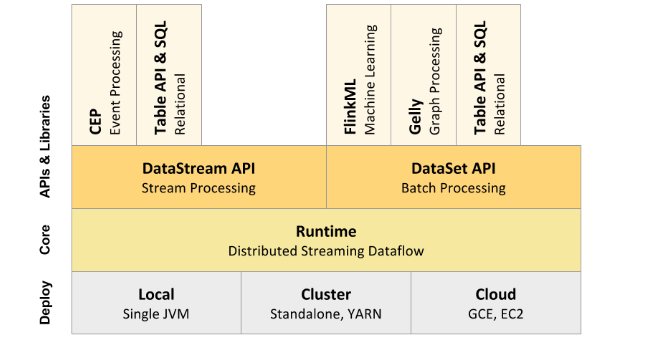 CEP
Event Processing
Table API & SQL
Relational
FlinkML
Machine Learning
Gelly
Graph Processing
Table API & SQL
Relational
APIs & Libraries
DataStream API
Stream Processing
DataSet API
Batch Processing
Core
Runtime
Distributed Streaming Dataflow
Deploy
Local
Single JVM
Cluster
Standalone, YARN
Cloud
GCE, EC2